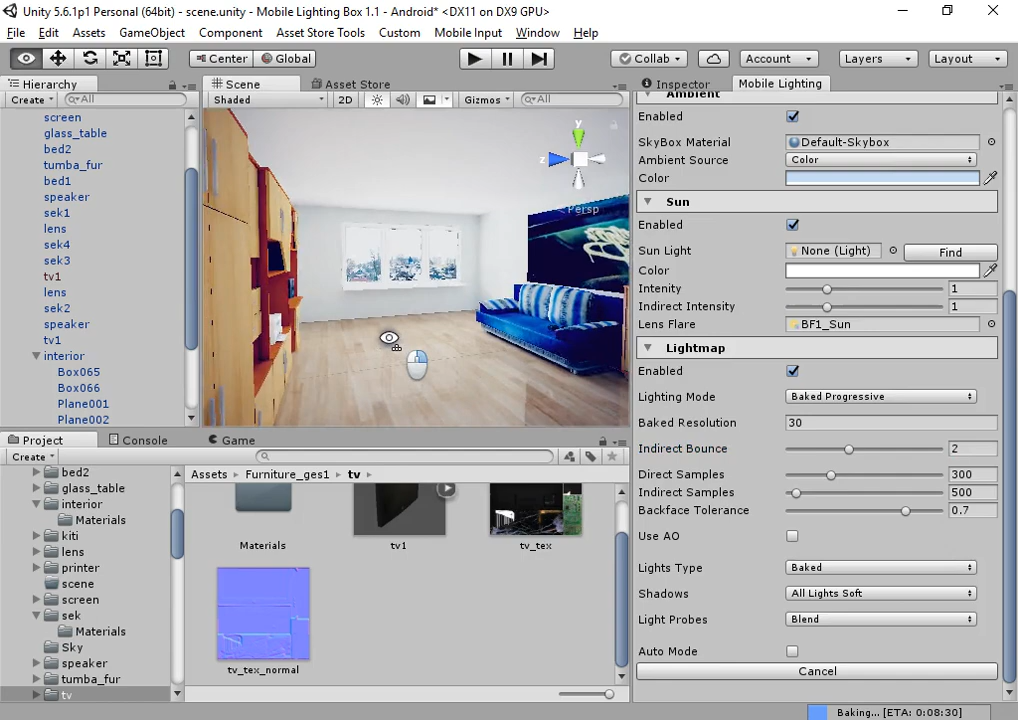 Unity 5.6.1p1 Personal (64bit) - scene.unity - Mobile Lighting Box 1.1 - Android* <DX11 on DX9 GPU>
File Edit Assets GameObject Component Asset Store Tools Custom Mobile Input Window Help
Center Global Collab Account Layers Layout
Hierarchy
Create All
screen
glass_table
bed2
tumba_fur
bed1
speaker
sek1
lens
sek4
sek3
tv1
lens
sek2
speaker
tv1
interior
Box065
Box066
Plane001
Plane002
Scene Asset Store
Shaded 2D Gizmos All
y
z
Persp
Inspector Mobile Lighting
Ambient
Enabled
SkyBox Material Default-Skybox
Ambient Source Color
Color
Sun
Enabled
Sun Light None (Light) Find
Color
Intenity 1
Indirect Intensity 1
Lens Flare BF1_Sun
Lightmap
Enabled
Lighting Mode Baked Progressive
Baked Resolution 30
Indirect Bounce 2
Direct Samples 300
Indirect Samples 500
Backface Tolerance 0.7
Use AO
Lights Type Baked
Shadows All Lights Soft
Light Probes Blend
Auto Mode
Cancel
Project Console Game
Create
bed2
glass_table
interior
Materials
kiti
lens
printer
scene
screen
sek
Materials
Sky
speaker
tumba_fur
tv
Assets Furniture_ges1 tv
Materials tv1 tv_tex
tv_tex_normal
Baking... [ETA: 0:08:30]